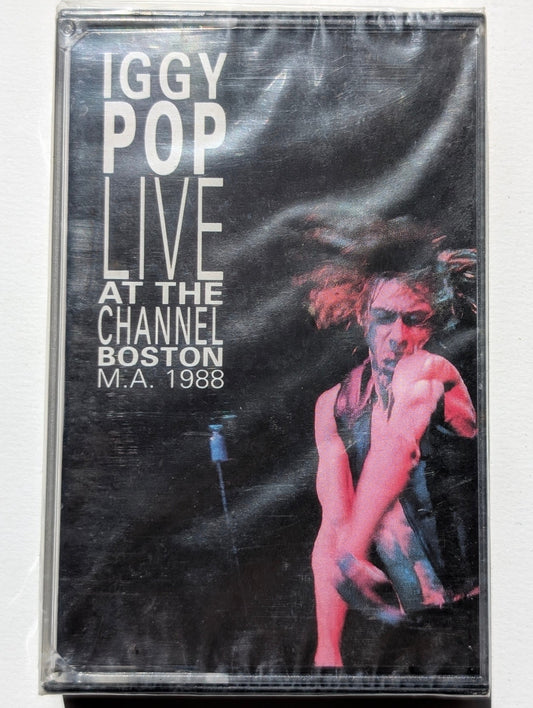 IGGY
POP
LIVE
AT THE
CHANNEL
BOSTON
M.A. 1988